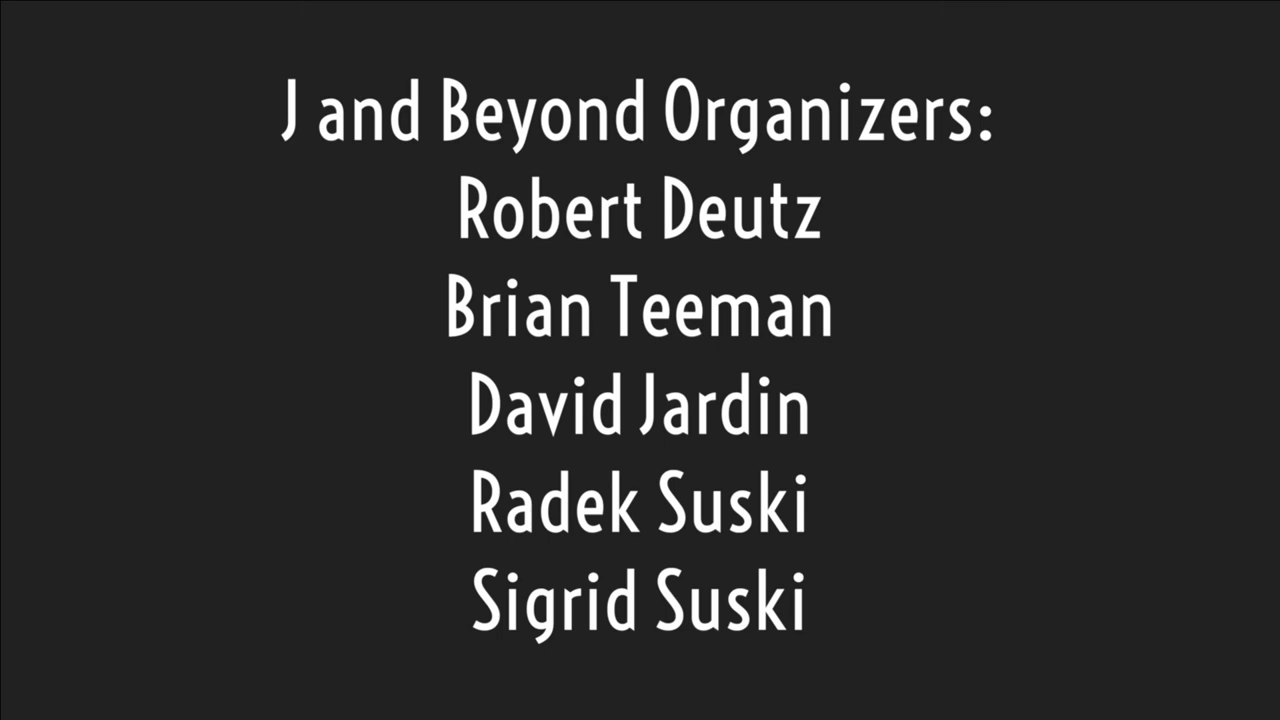 J and Beyond Organizers:
Robert Deutz
Brian Teeman
David Jardin
Radek Suski
Sigrid Suski